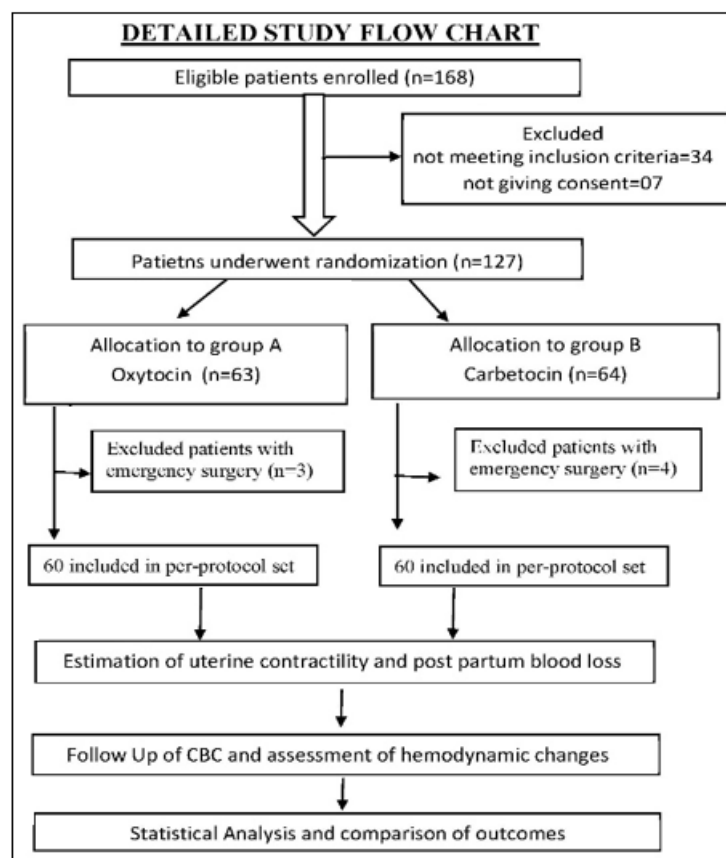 DETAILED STUDY FLOW CHART
Eligible patients enrolled (n=168)
Excluded
not meeting inclusion criteria=34
not giving consent=07
Patietns underwent randomization (n=127)
Allocation to group A
Oxytocin (n=63)
Allocation to group B
Carbetocin (n=64)
Excluded patients with
emergency surgery (n=3)
Excluded patients with
emergency surgery (n=4)
60 included in per-protocol set
60 included in per-protocol set
Estimation of uterine contractility and post partum blood loss
Follow Up of CBC and assessment of hemodynamic changes
Statistical Analysis and comparison of outcomes